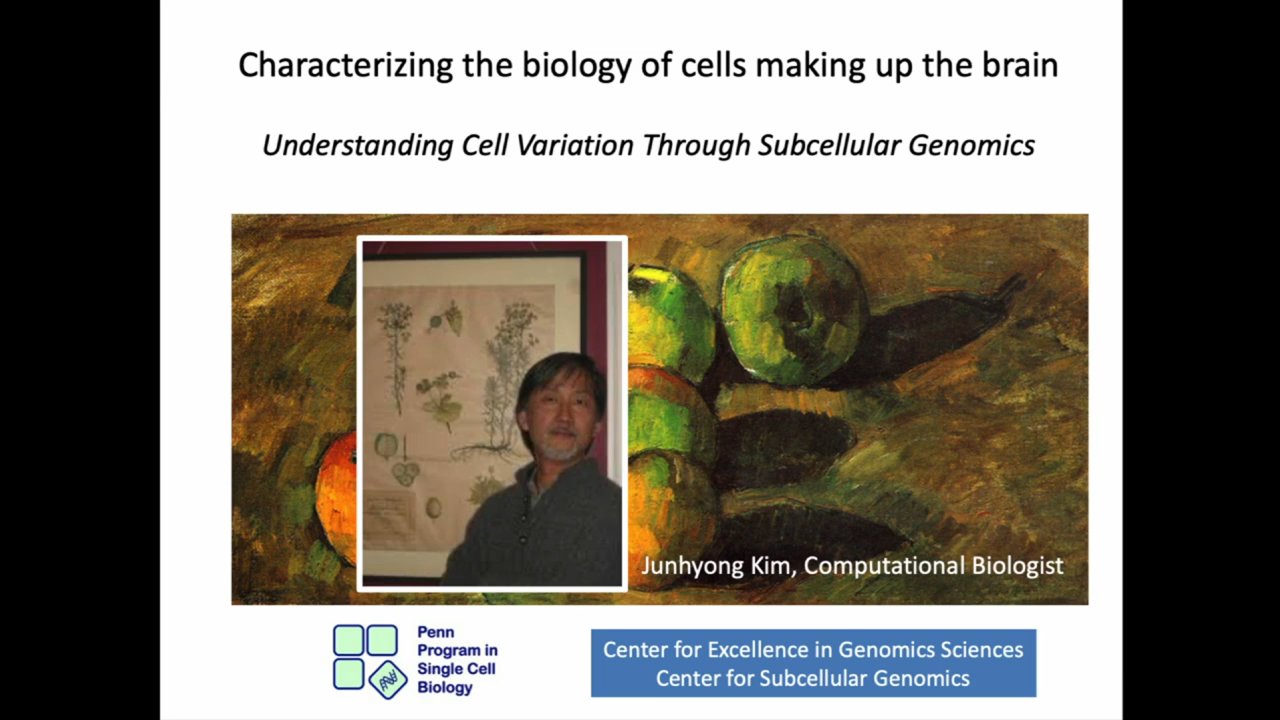 Characterizing the biology of cells making up the brain
Understanding Cell Variation Through Subcellular Genomics
Junhyong Kim, Computational Biologist
Penn
Program in
Single Cell
Biology
Center for Excellence in Genomics Sciences
Center for Subcellular Genomics